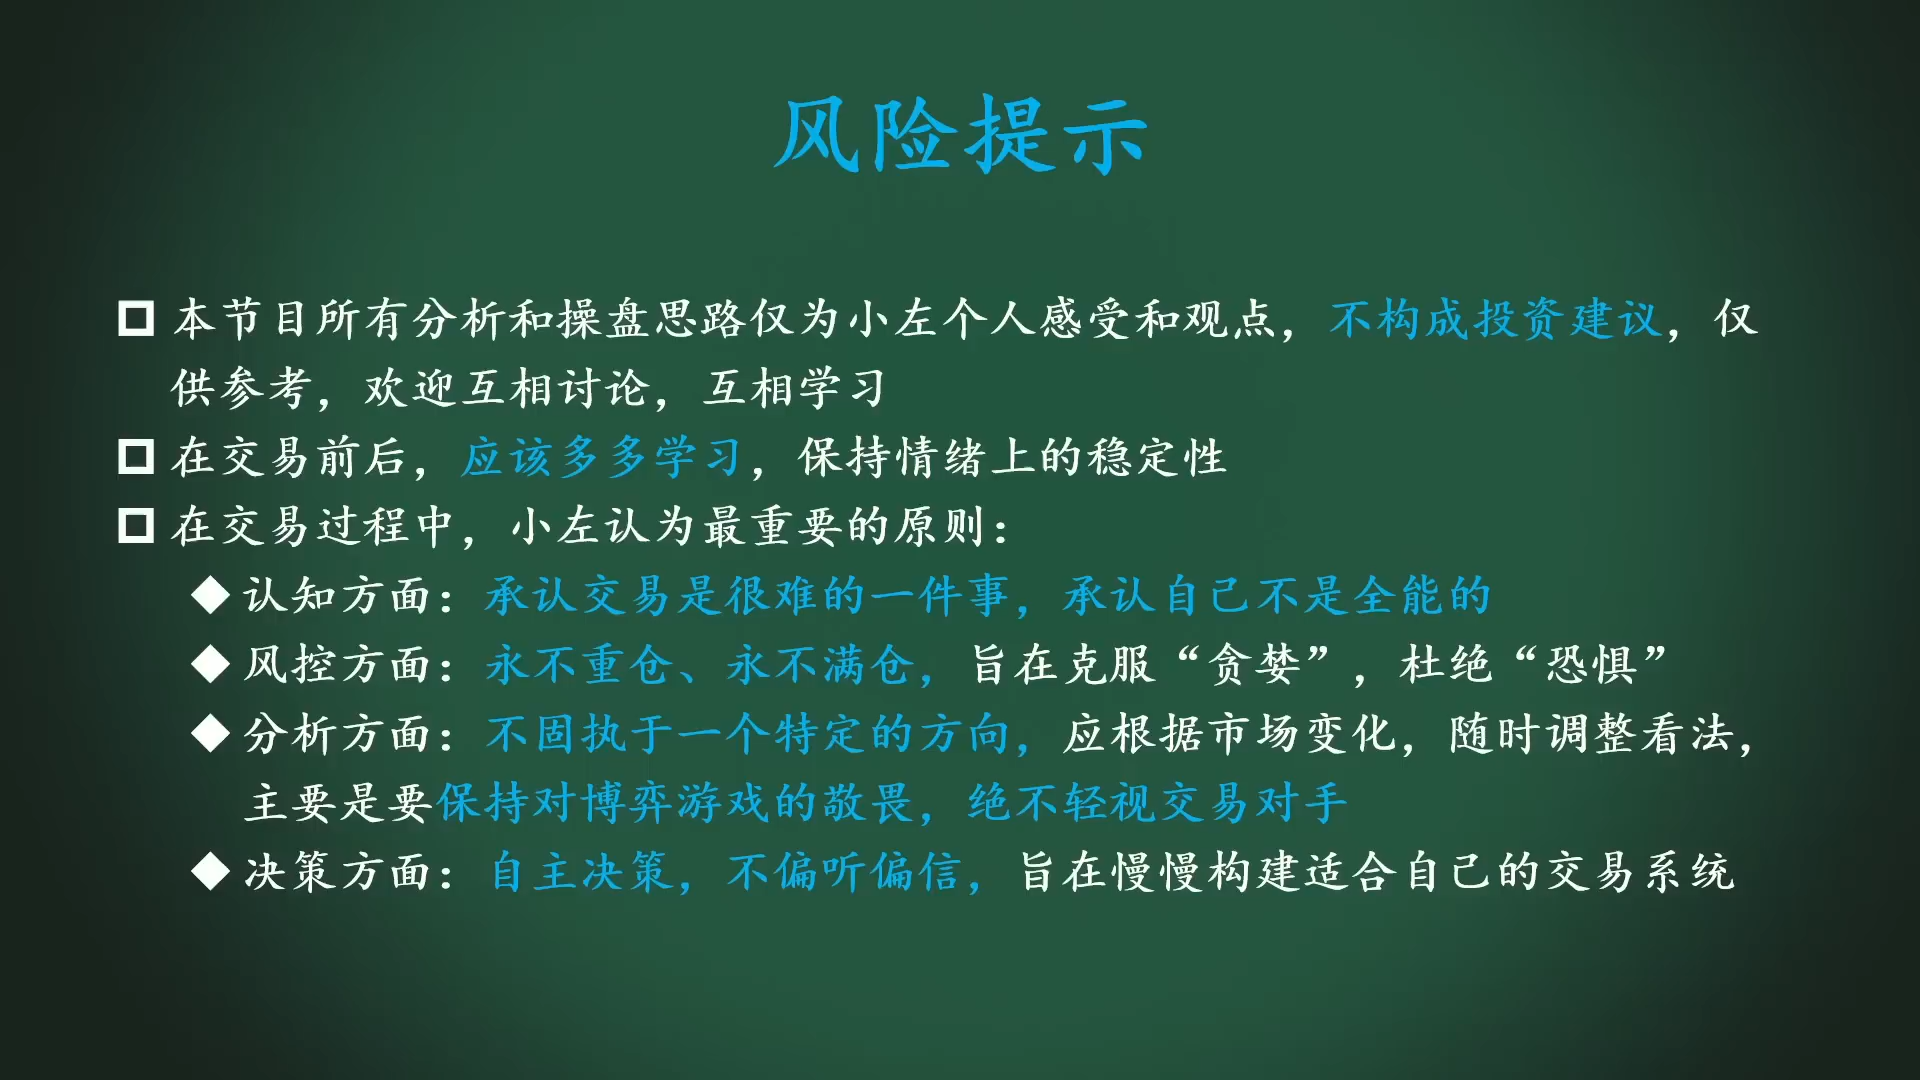 风险提示
本节目所有分析和操盘思路仅为小左个人感受和观点，不构成投资建议，仅
供参考，欢迎互相讨论，互相学习
在交易前后，应该多多学习，保持情绪上的稳定性
在交易过程中，小左认为最重要的原则：
认知方面：承认交易是很难的一件事，承认自己不是全能的
风控方面：永不重仓、永不满仓，旨在克服“贪婪”，杜绝“恐惧”
分析方面：不固执于一个特定的方向，应根据市场变化，随时调整看法，
主要是要保持对博弈游戏的敬畏，绝不轻视交易对手
决策方面：自主决策，不偏听偏信，旨在慢慢构建适合自己的交易系统